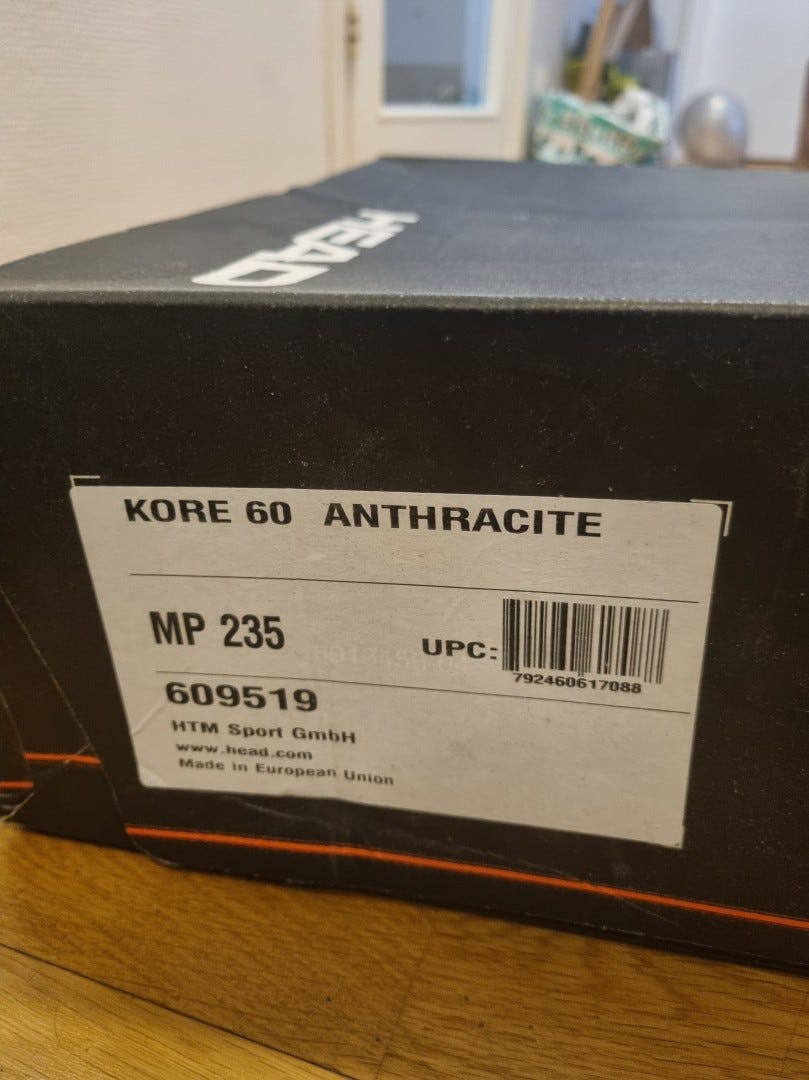 HEAD
KORE 60 ANTHRACITE
MP 235
UPC:
792460617088
609519
HTM Sport GmbH
www.head.com
Made in European Union